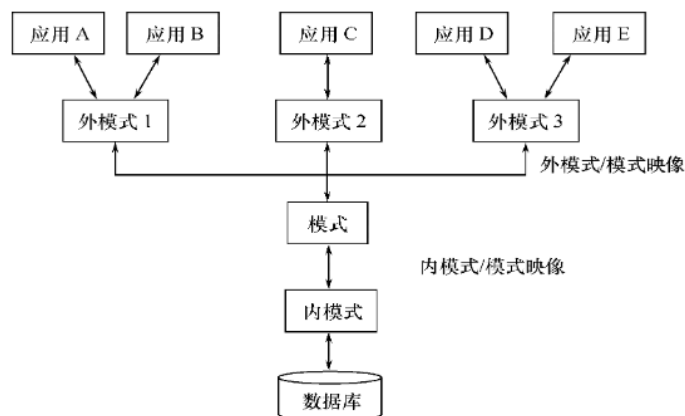 应用 A
应用 B
应用 C
应用 D
应用 E
外模式 1
外模式 2
外模式 3
外模式/模式映像
模式
内模式/模式映像
内模式
数据库